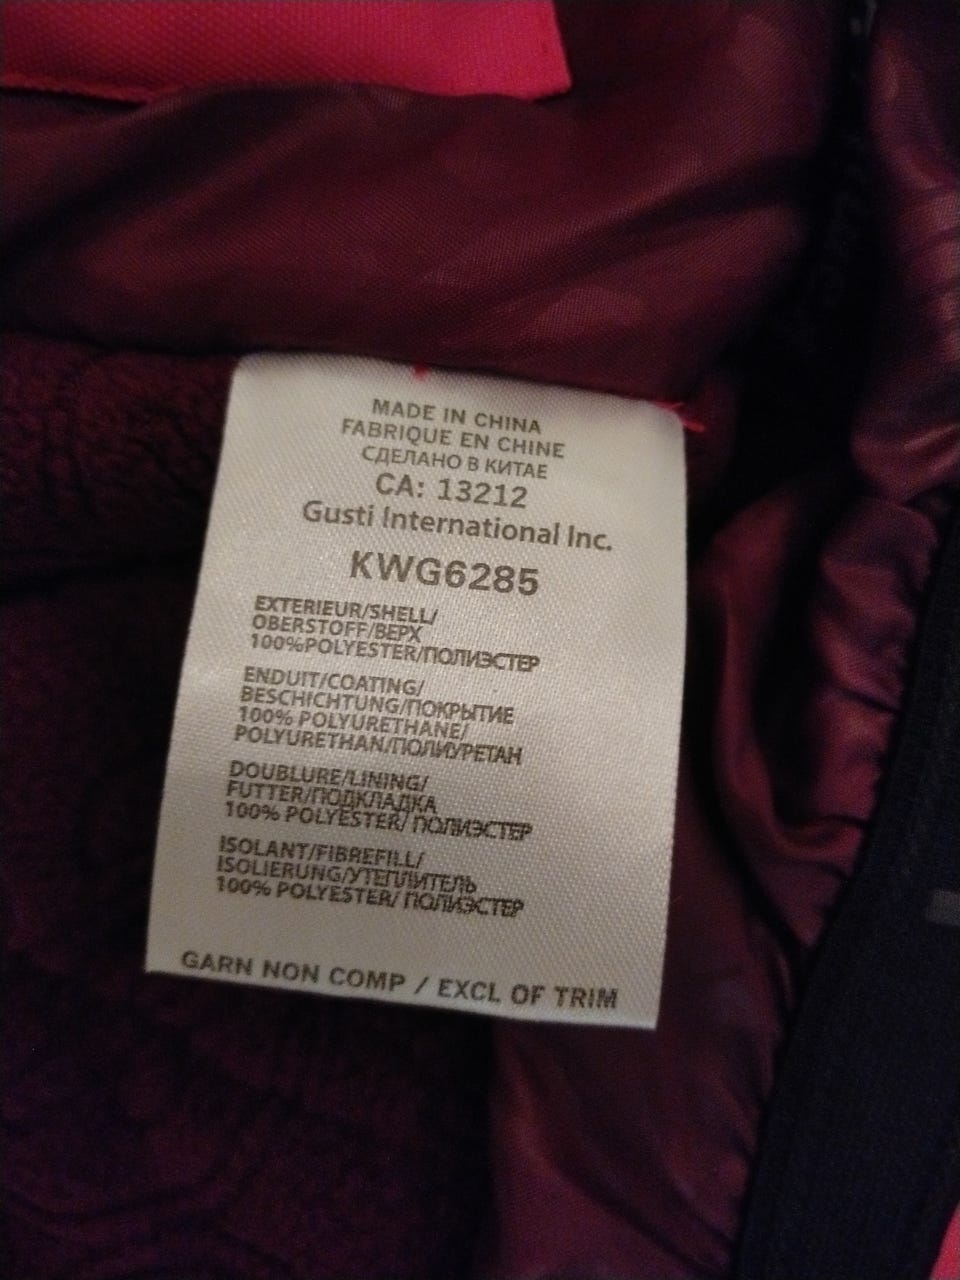 MADE IN CHINA
FABRIQUE EN CHINE
СДЕЛАНО В КИТАЕ
CA: 13212
Gusti International Inc.
KWG6285
EXTERIEUR/SHELL/
OBERSTOFF/ВЕРХ
100%POLYESTER/ПОЛИЭСТЕР
ENDUIT/COATING/
BESCHICHTUNG/ПОКРЫТИЕ
100% POLYURETHANE/
POLYURETHAN/ПОЛИУРЕТАН
DOUBLURE/LINING/
FUTTER/ПОДКЛАДКА
100% POLYESTER/ ПОЛИЭСТЕР
ISOLANT/FIBREFILL/
ISOLIERUNG/УТЕПЛИТЕЛЬ
100% POLYESTER/ ПОЛИЭСТЕР
GARN NON COMP / EXCL OF TRIM